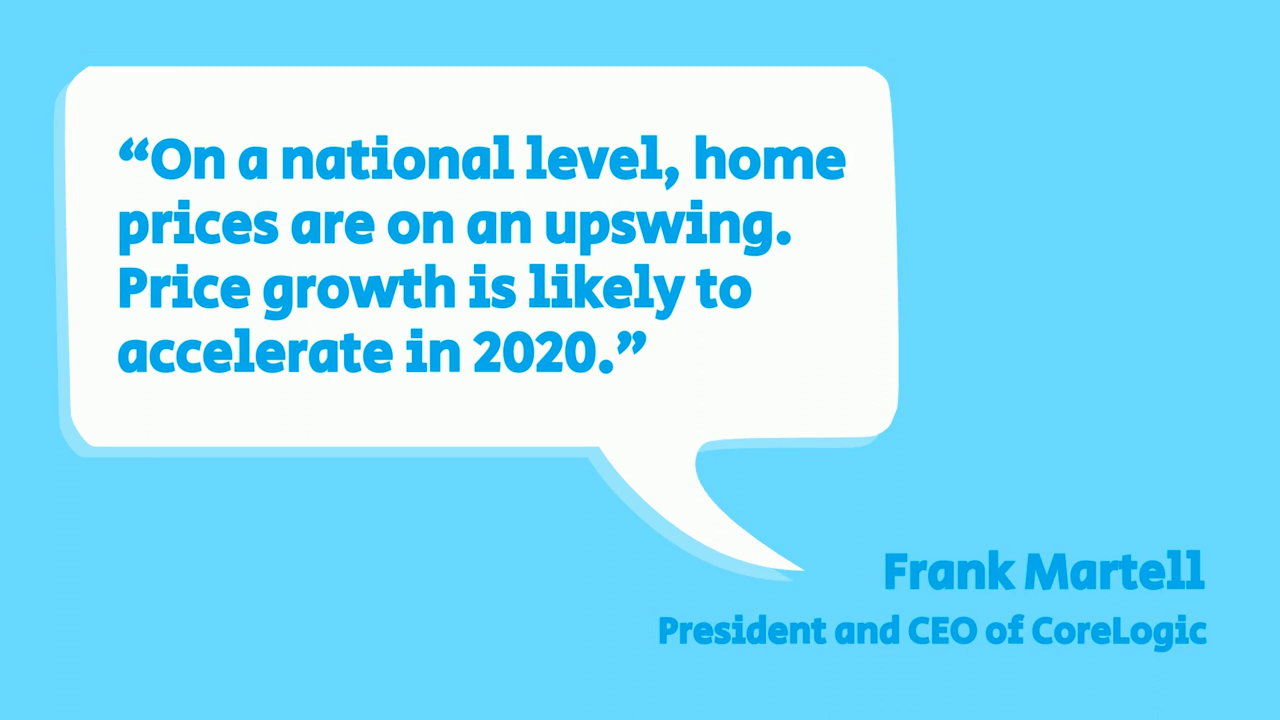 “On a national level, home
prices are on an upswing.
Price growth is likely to
accelerate in 2020.”
Frank Martell
President and CEO of CoreLogic